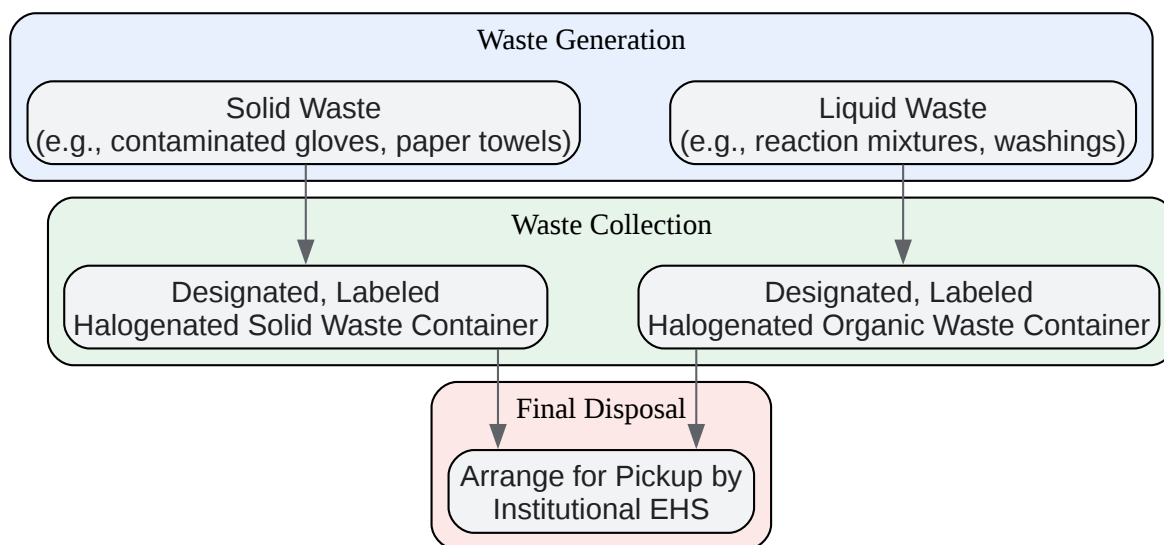 Waste Generation
Solid Waste
(e.g., contaminated gloves, paper towels)
Liquid Waste
(e.g., reaction mixtures, washings)
Waste Collection
Designated, Labeled
Halogenated Solid Waste Container
Designated, Labeled
Halogenated Organic Waste Container
Final Disposal
Arrange for Pickup by
Institutional EHS